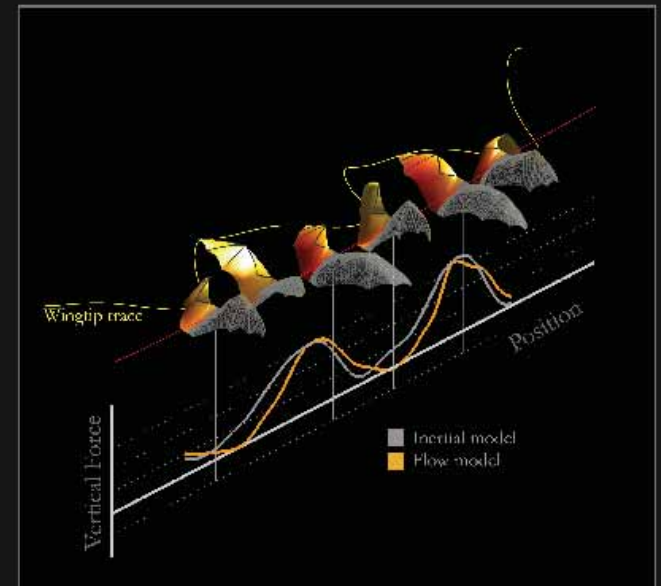 Wingtip trace
Position
Inertial model
Flow model
Vertical Force